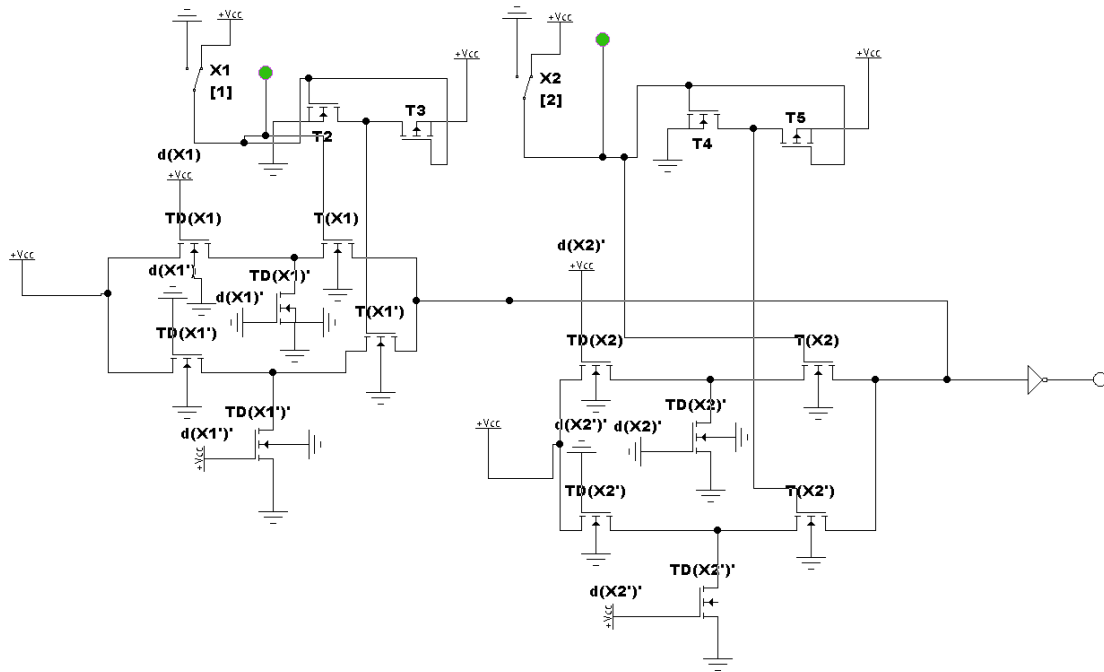 +Vcc
+Vcc
X1
[1]
+Vcc
X2
[2]
+Vcc
T3
T2
T5
T4
d(X1)
+Vcc
TD(X1)
T(X1)
+Vcc
d(X1')
TD(X1)'
d(X1)'
T(X1')
TD(X1')
d(X2)'
+Vcc
TD(X2)
T(X2)
TD(X1')'
d(X1')'
+Vcc
TD(X2)'
d(X2')'
d(X2)'
+Vcc
TD(X2')
T(X2')
TD(X2')'
d(X2')'
+Vcc